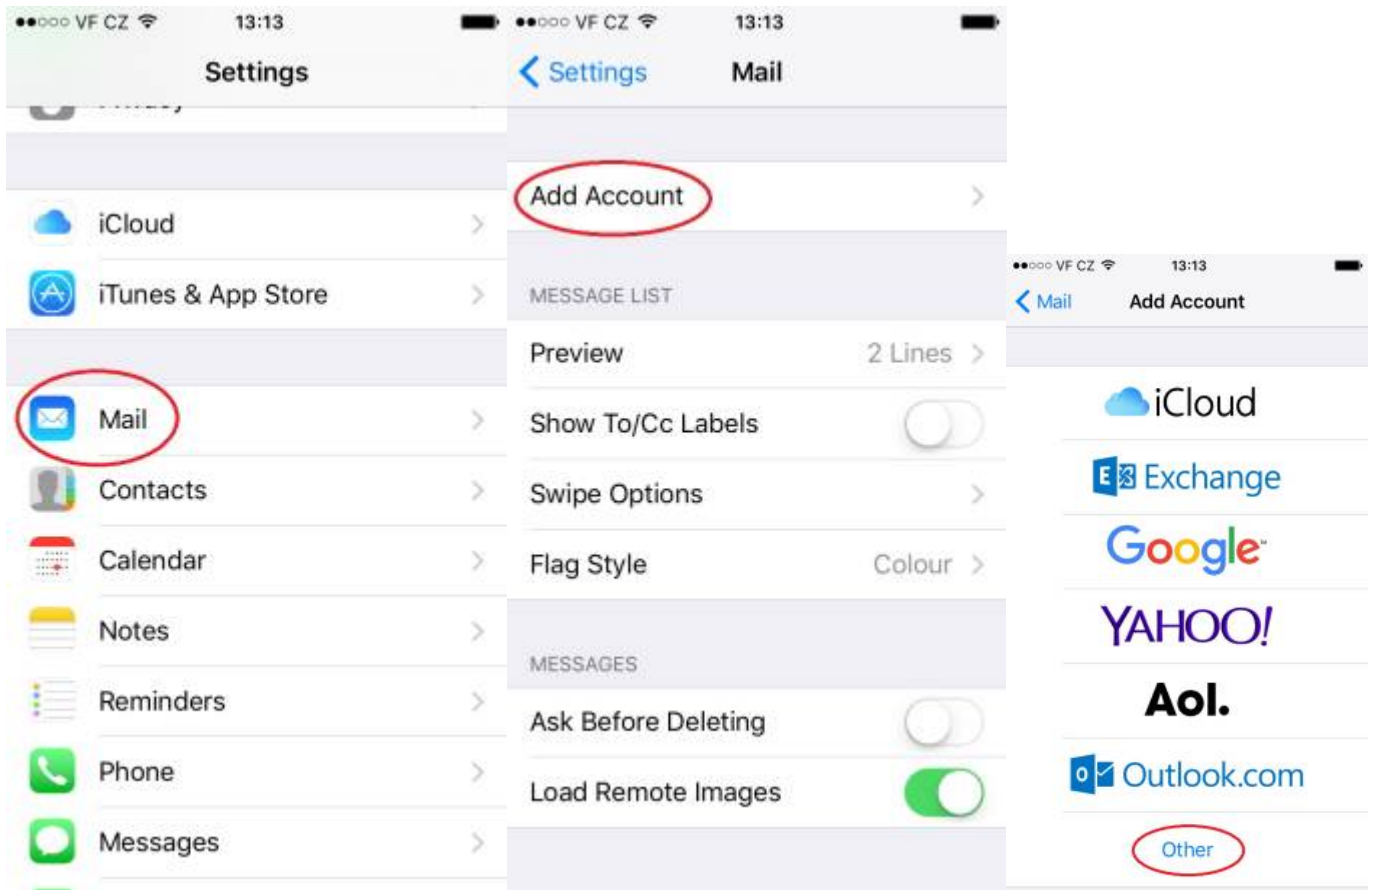 VF CZ 13:13
Settings
Privacy
iCloud
iTunes & App Store
Mail
Contacts
Calendar
Notes
Reminders
Phone
Messages
VF CZ 13:13
Settings Mail
Add Account
MESSAGE LIST
Preview 2 Lines
Show To/Cc Labels
Swipe Options
Flag Style Colour
MESSAGES
Ask Before Deleting
Load Remote Images
VF CZ 13:13
Mail Add Account
iCloud
Exchange
Google
YAHOO!
Aol.
Outlook.com
Other